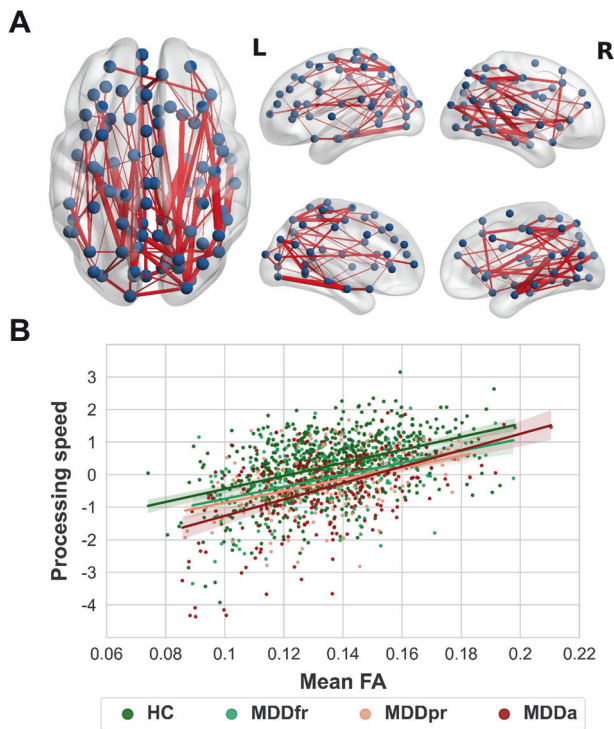 A
L
R
B
Processing speed
3
2
1
0
-1
-2
-3
-4
0.06 0.08 0.1 0.12 0.14 0.16 0.18 0.2 0.22
Mean FA
HC MDDfr MDDpr MDDa